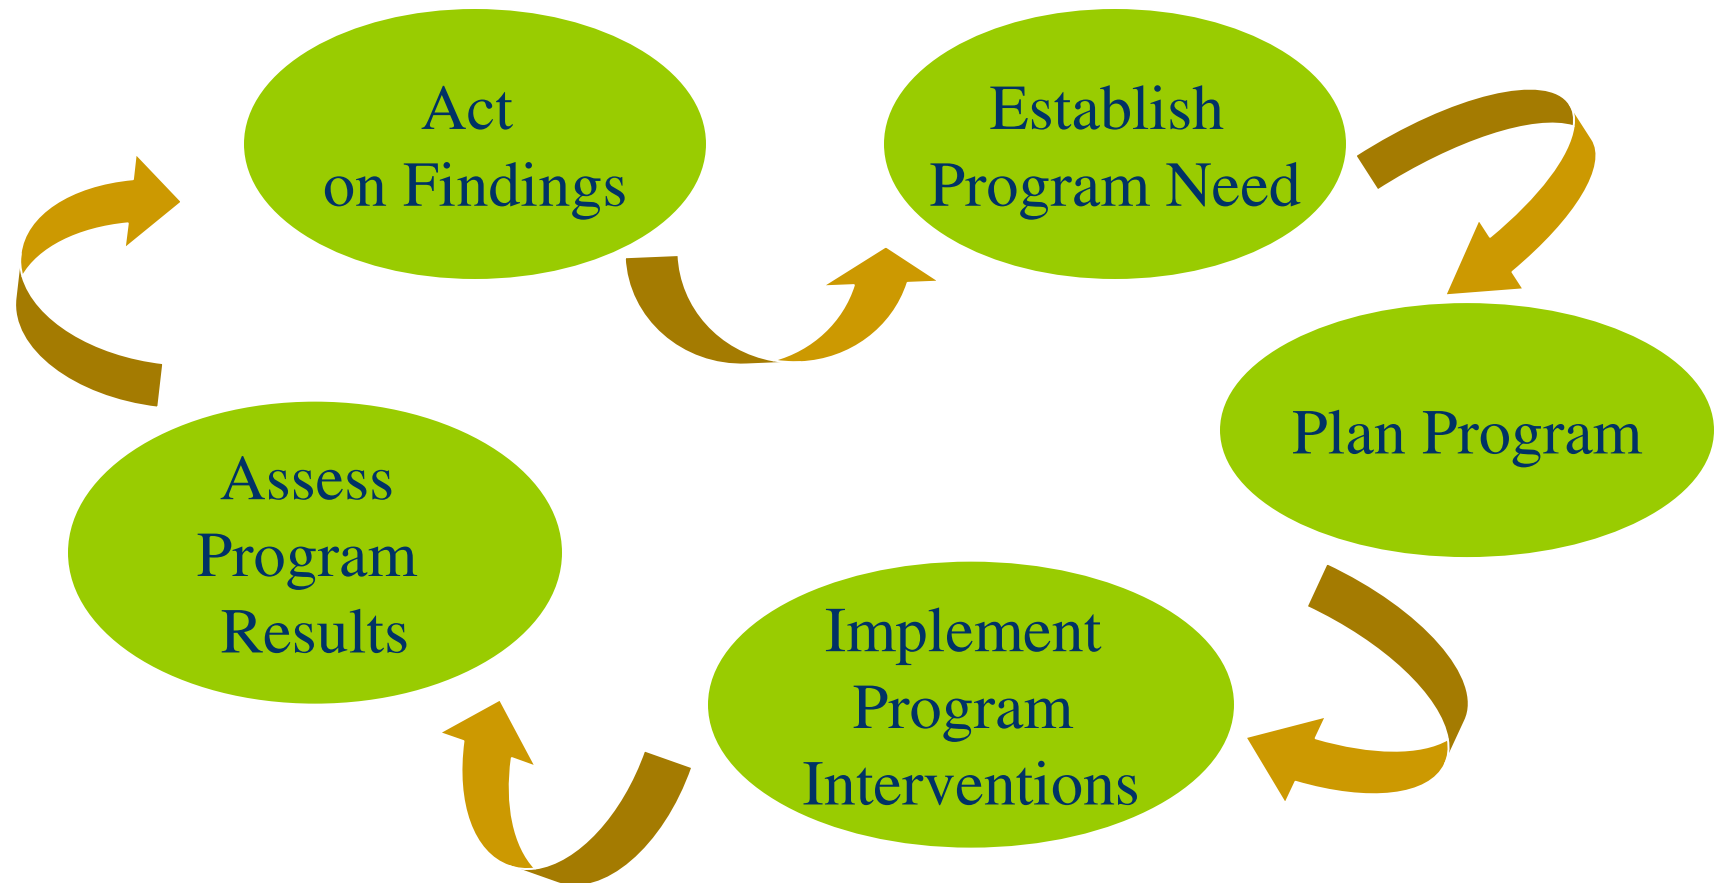 Act
on Findings
Establish
Program Need
Plan Program
Implement
Program
Interventions
Assess
Program
Results